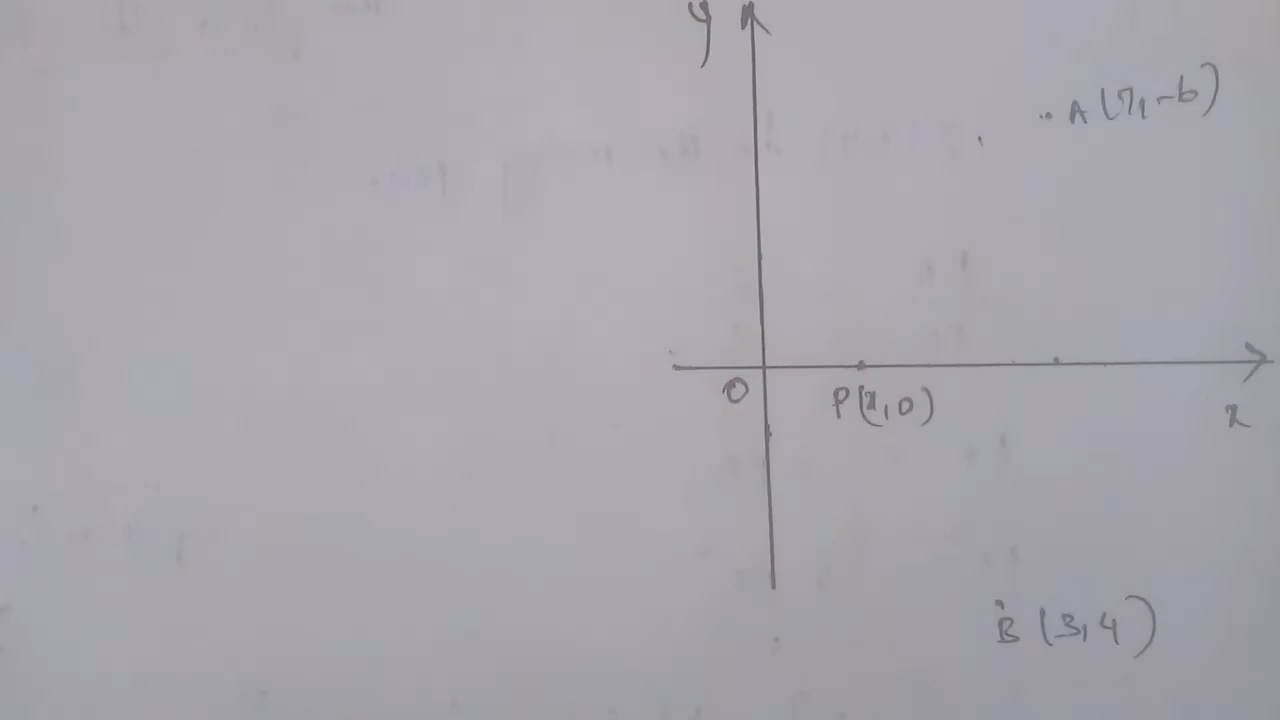 y
A (7, -6)
O
P(x, 0)
x
B (3, 4)